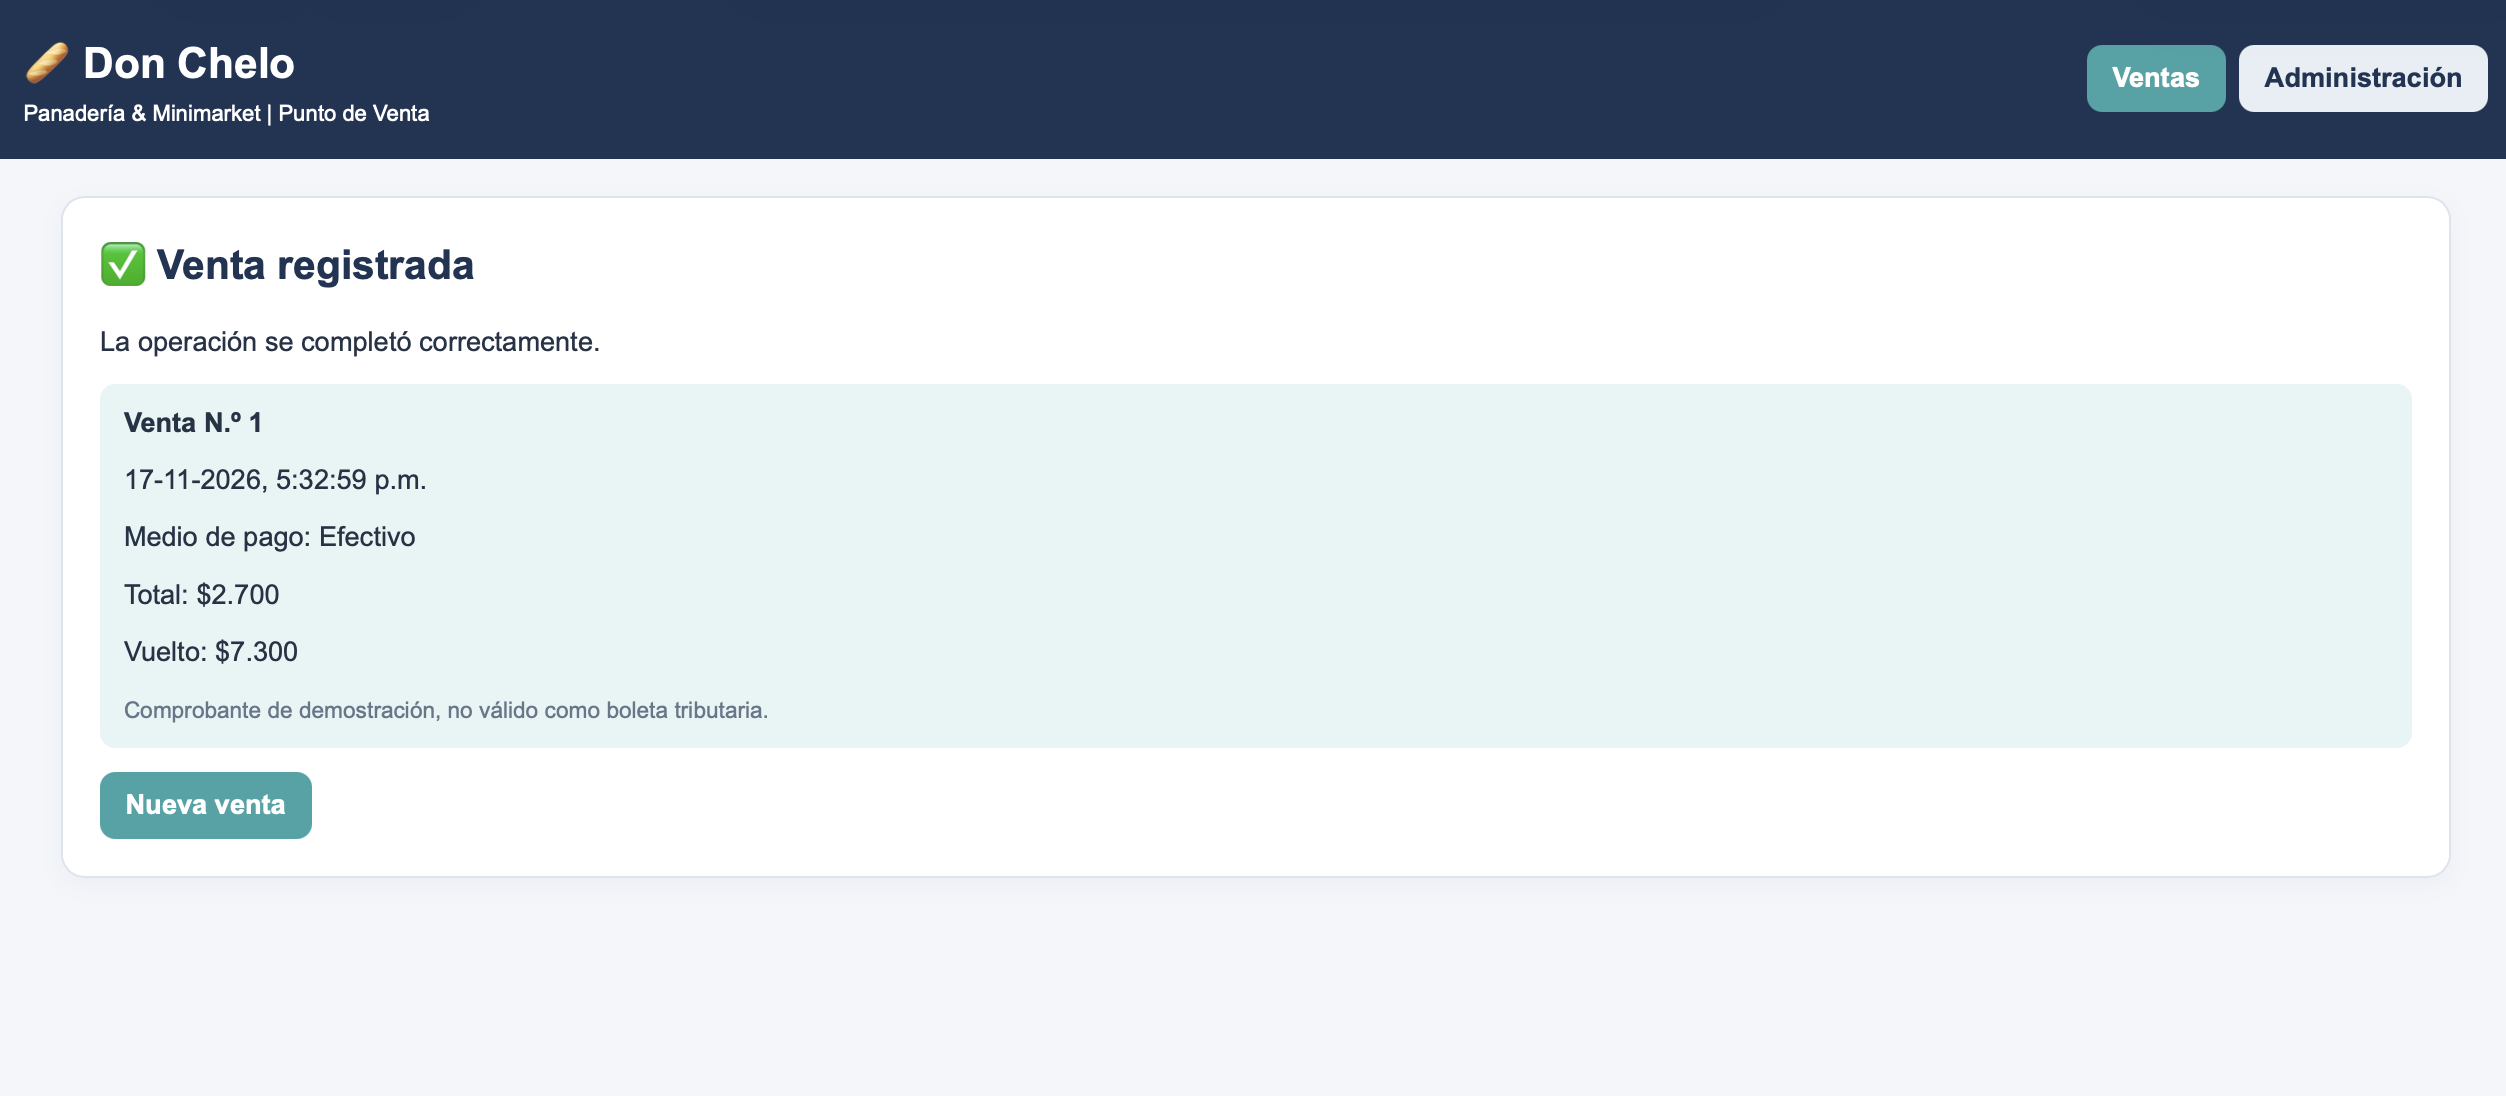 Don Chelo
Panadería & Minimarket | Punto de Venta
Ventas
Administración
Venta registrada
La operación se completó correctamente.
Venta N.º 1
17-11-2026, 5:32:59 p.m.
Medio de pago: Efectivo
Total: $2.700
Vuelto: $7.300
Comprobante de demostración, no válido como boleta tributaria.
Nueva venta